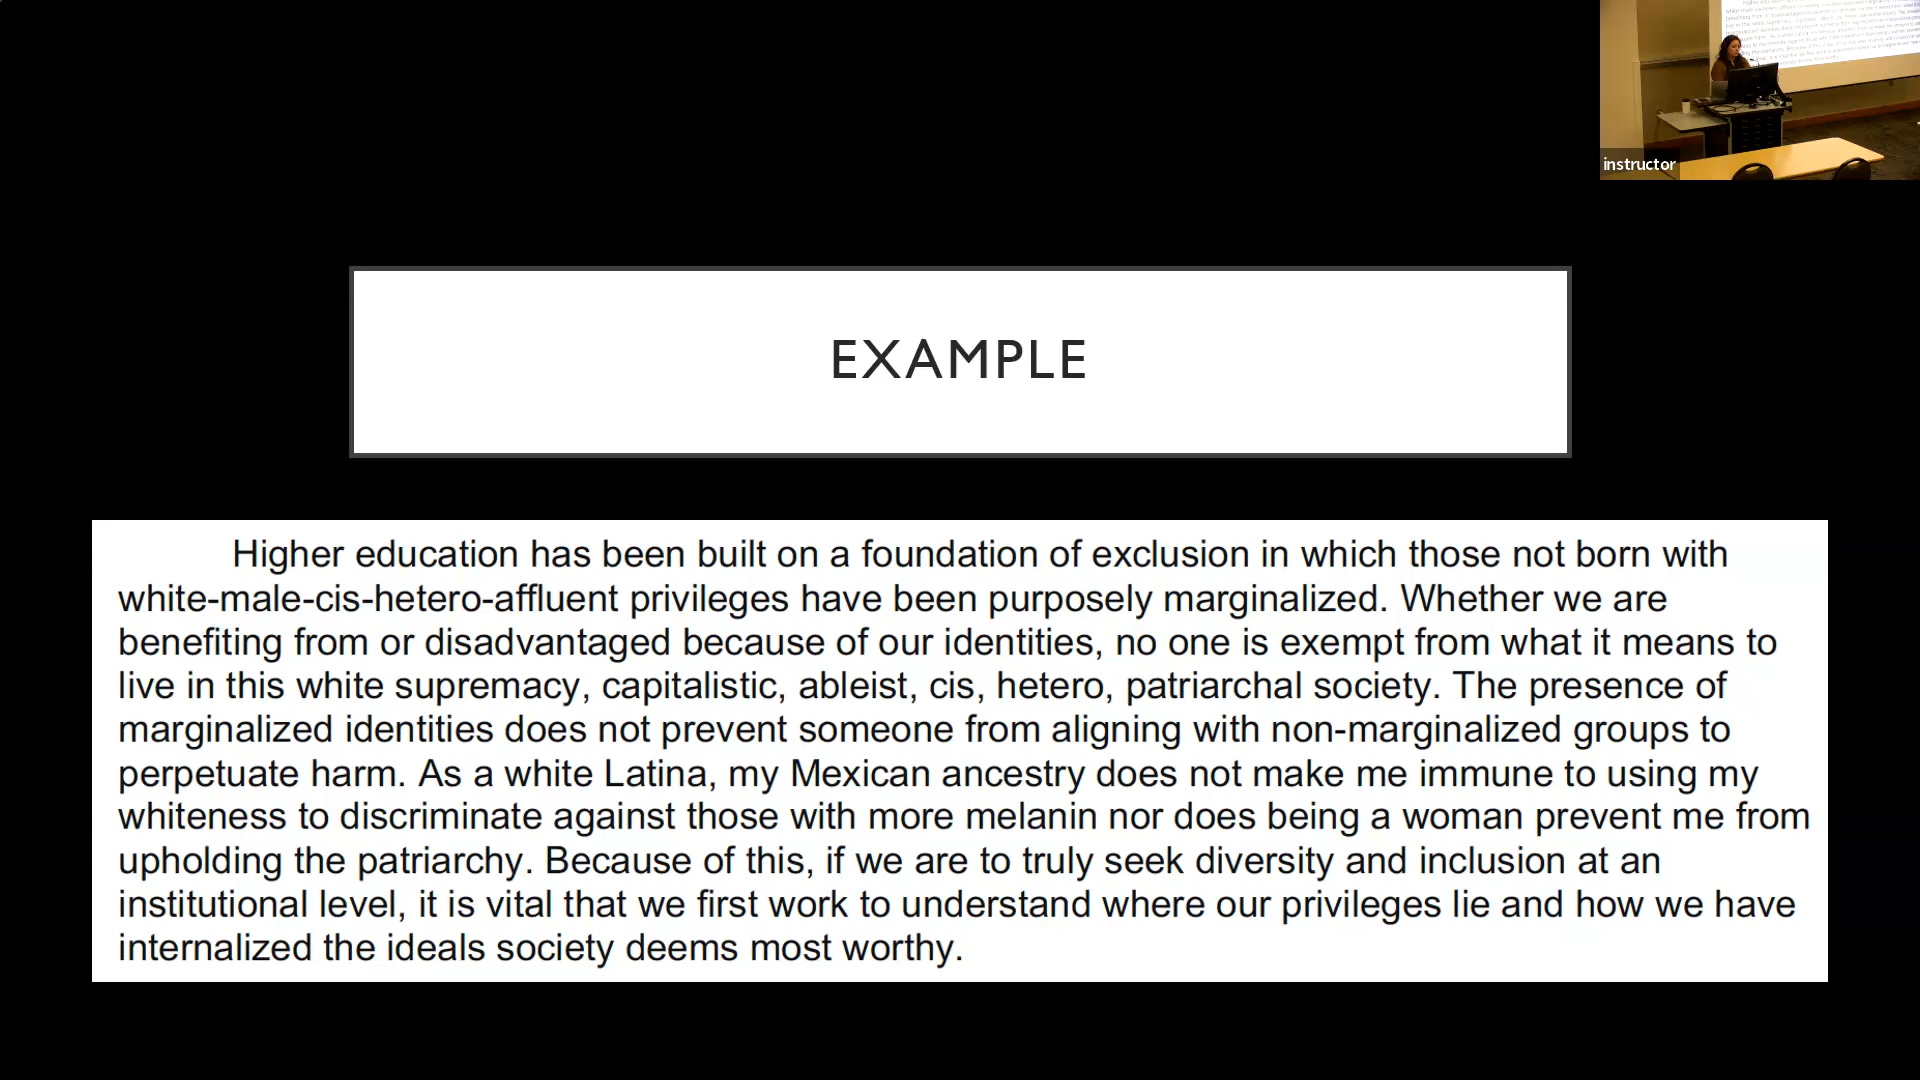 instructor
EXAMPLE
Higher education has been built on a foundation of exclusion in which those not born with
white-male-cis-hetero-affluent privileges have been purposely marginalized. Whether we are
benefiting from or disadvantaged because of our identities, no one is exempt from what it means to
live in this white supremacy, capitalistic, ableist, cis, hetero, patriarchal society. The presence of
marginalized identities does not prevent someone from aligning with non-marginalized groups to
perpetuate harm. As a white Latina, my Mexican ancestry does not make me immune to using my
whiteness to discriminate against those with more melanin nor does being a woman prevent me from
upholding the patriarchy. Because of this, if we are to truly seek diversity and inclusion at an
institutional level, it is vital that we first work to understand where our privileges lie and how we have
internalized the ideals society deems most worthy.